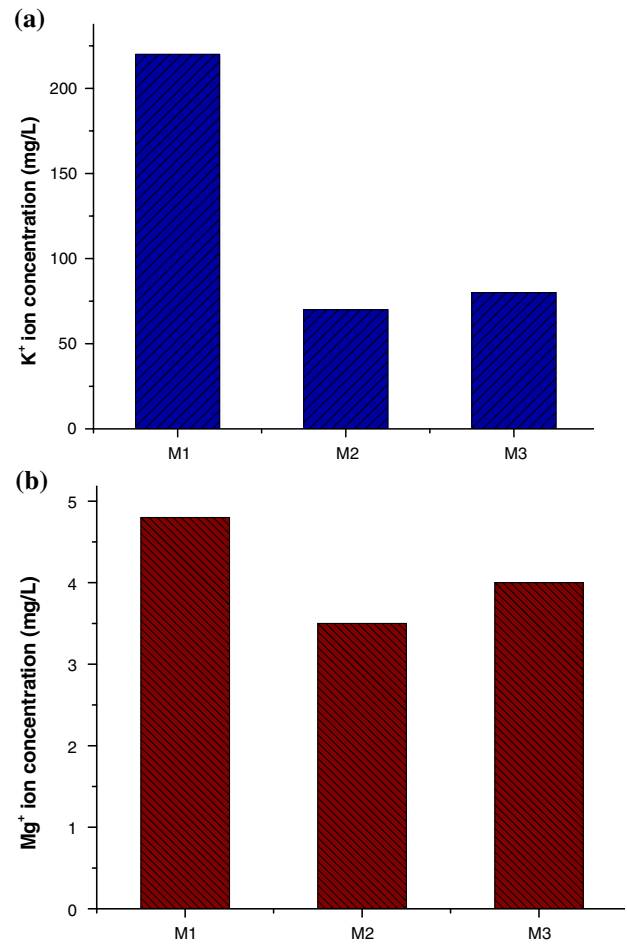 (a)
K⁺ ion concentration (mg/L)
200
150
100
50
0
M1 M2 M3
(b)
Mg⁺ ion concentration (mg/L)
5
4
3
2
1
0
M1 M2 M3